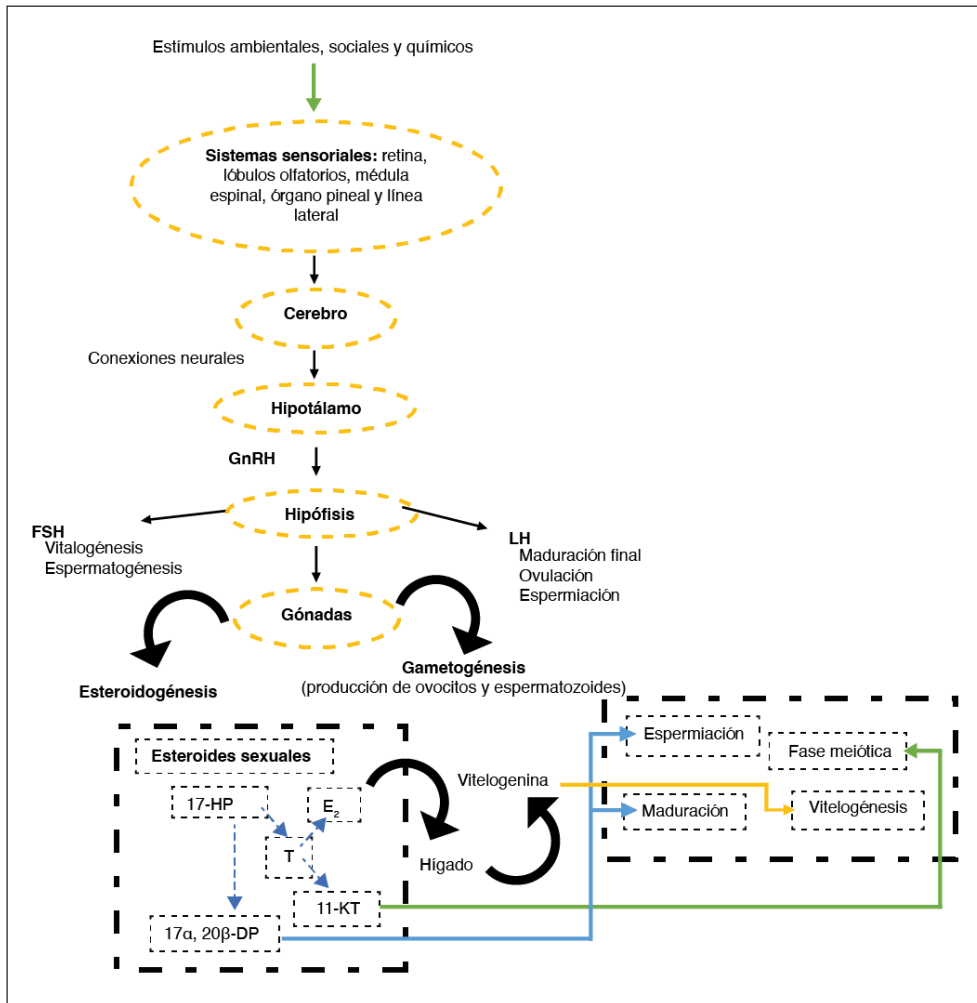 Estímulos ambientales, sociales y químicos
Sistemas sensoriales: retina,
lóbulos olfatorios, médula
espinal, órgano pineal y línea
lateral
Cerebro
Conexiones neurales
Hipotálamo
GnRH
Hipófisis
FSH
Vitalogénesis
Espermatogénesis
LH
Maduración final
Ovulación
Espermiación
Gónadas
Esteroidogénesis
Gametogénesis
(producción de ovocitos y espermatozoides)
Esteroides sexuales
17-HP
E₂
T
11-KT
17α, 20β-DP
Vitelogenina
Hígado
Espermiación
Fase meiótica
Maduración
Vitelogénesis